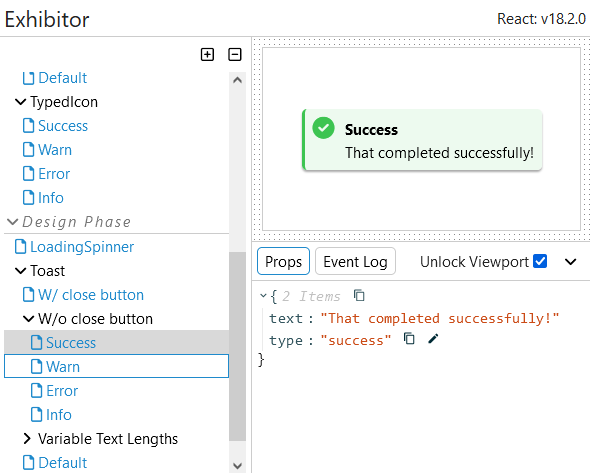 Exhibitor
React: v18.2.0
Default
TypedIcon
Success
Warn
Error
Info
Design Phase
LoadingSpinner
Toast
W/ close button
W/o close button
Success
Warn
Error
Info
Variable Text Lengths
Default
Success
That completed successfully!
Props
Event Log
Unlock Viewport
{ 2 Items
text : "That completed successfully!"
type : "success"
}